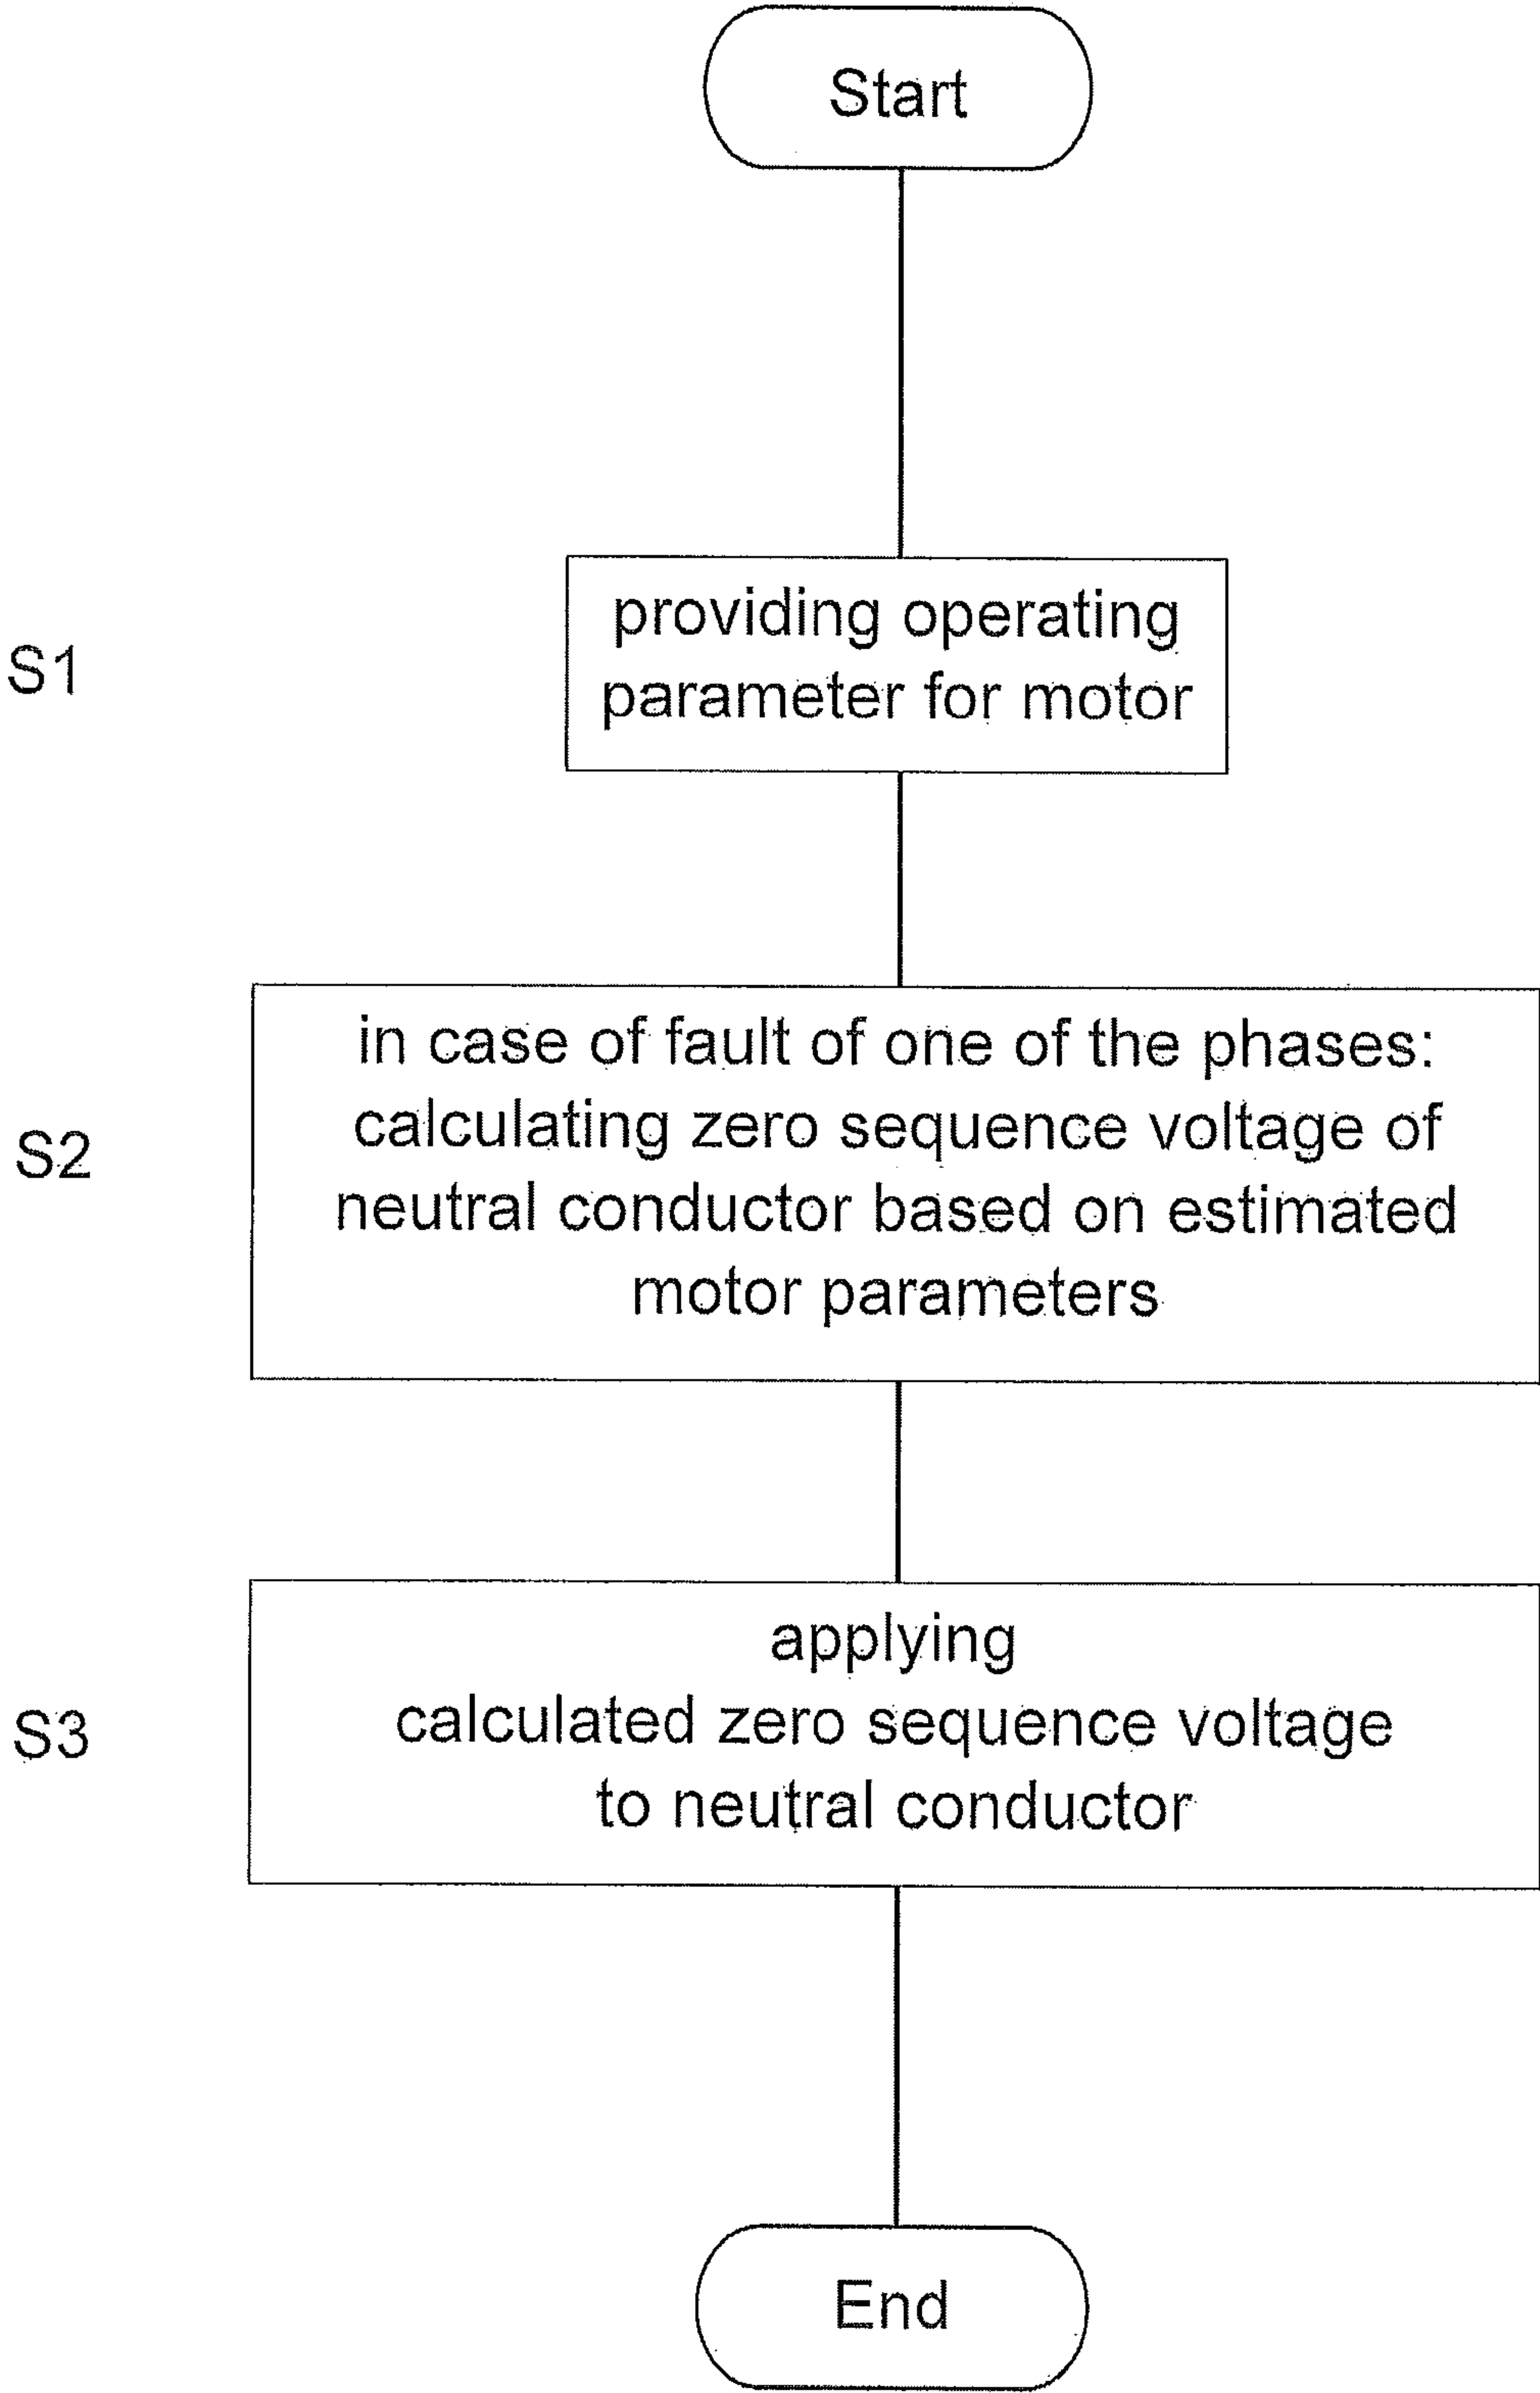 Start
S1
providing operating
parameter for motor
S2
in case of fault of one of the phases:
calculating zero sequence voltage of
neutral conductor based on estimated
motor parameters
S3
applying
calculated zero sequence voltage
to neutral conductor
End